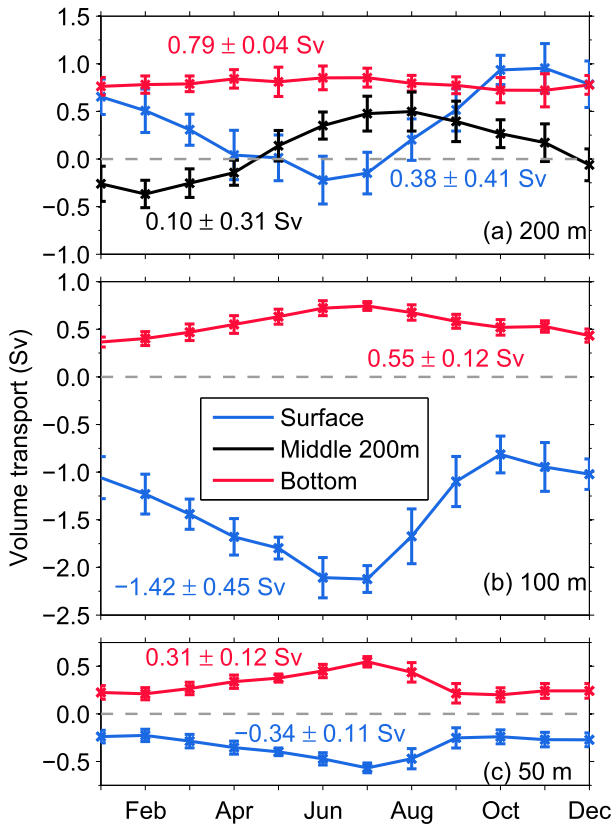 Volume transport (Sv)
1.5
1.0
0.5
0.0
−0.5
−1.0
0.79 ± 0.04 Sv
0.38 ± 0.41 Sv
0.10 ± 0.31 Sv
(a) 200 m
1.0
0.5
0.0
−0.5
−1.0
−1.5
−2.0
−2.5
0.55 ± 0.12 Sv
Surface
Middle 200m
Bottom
−1.42 ± 0.45 Sv
(b) 100 m
0.5
0.0
−0.5
0.31 ± 0.12 Sv
−0.34 ± 0.11 Sv
(c) 50 m
Feb Apr Jun Aug Oct Dec